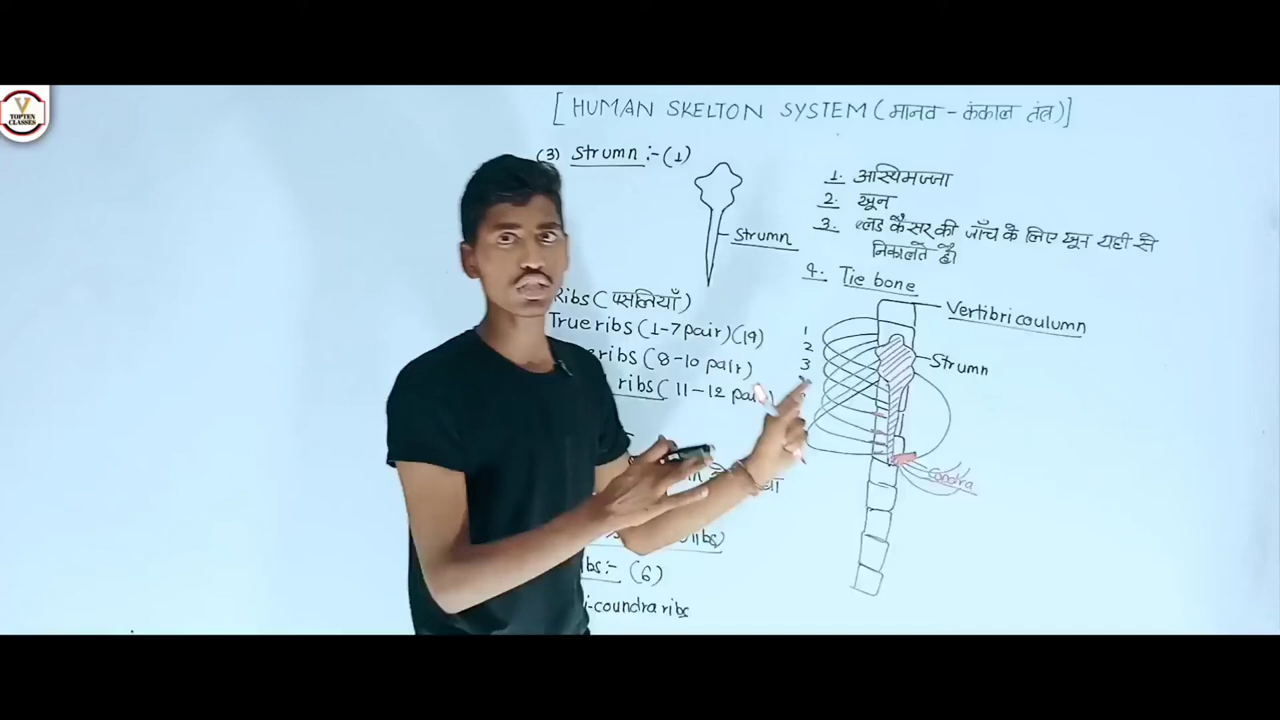 V
TOPTEN
CLASSES
[HUMAN SKELTON SYSTEM (मानव - कंकाल तंत्र)]
(3) Strumn :- (1)
Strumn
1. अस्थिमज्जा
2. खून
3. ब्लड कैंसर की जाँच के लिए खून यही से
निकालते है।
4. Tie bone
Ribs (पसलियाँ)
True ribs (1-7 pair) (14)
ribs (8-10 pair)
ribs (11-12
1
2
3
Vertibri coulumn
Strumn
Condra
(6)
coundra ribs